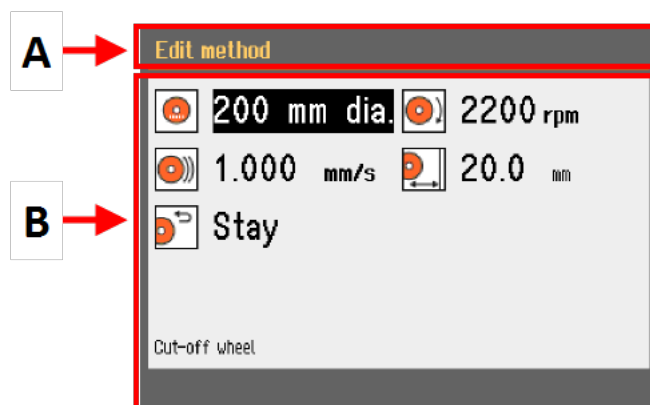 A
Edit method
200 mm dia. 2200 rpm
1.000 mm/s 20.0 mm
B
Stay
Cut-off wheel